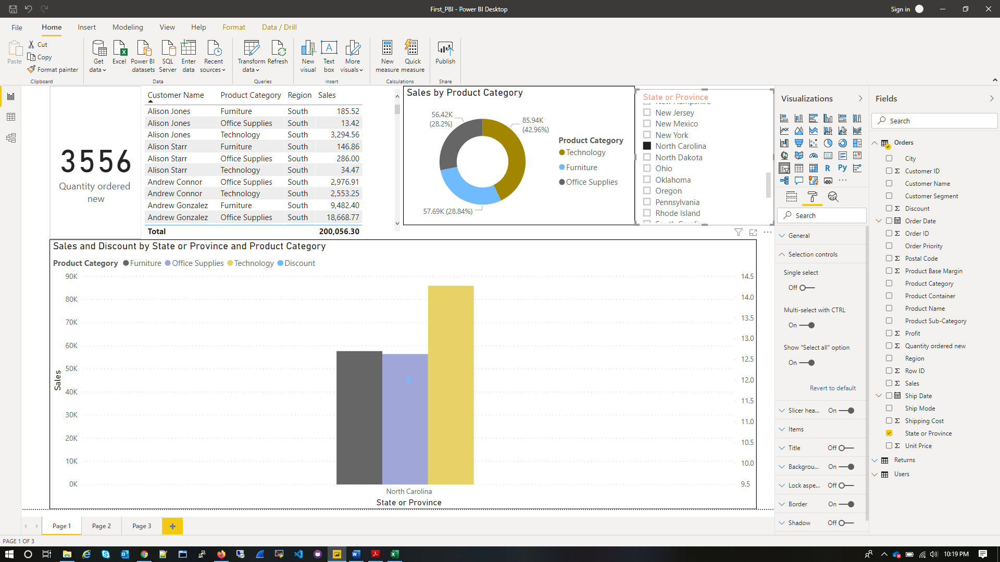 First_PBI - Power BI Desktop
Sign in
File Home Insert Modeling View Help Format Data / Drill
Paste
Cut
Copy
Format painter
Clipboard
Get data
Excel
Power BI datasets
SQL Server
Enter data
Recent sources
Data
Transform data
Refresh
Queries
New visual
Text box
More visuals
Insert
New measure
Quick measure
Calculations
Publish
Share
3556
Quantity ordered
new
Customer Name Product Category Region Sales
Alison Jones Furniture South 185.52
Alison Jones Office Supplies South 13.42
Alison Jones Technology South 3,294.56
Alison Starr Furniture South 146.86
Alison Starr Office Supplies South 286.00
Alison Starr Technology South 34.47
Andrew Connor Office Supplies South 2,976.91
Andrew Connor Technology South 2,553.25
Andrew Gonzalez Furniture South 9,482.40
Andrew Gonzalez Office Supplies South 18,668.77
Total 200,056.30
Sales by Product Category
56.42K
(28.2%)
85.94K
(42.96%)
57.69K (28.84%)
Product Category
Technology
Furniture
Office Supplies
State or Province
New Hampshire
New Jersey
New Mexico
New York
North Carolina
North Dakota
Ohio
Oklahoma
Oregon
Pennsylvania
Rhode Island
South Carolina
Sales and Discount by State or Province and Product Category
Product Category Furniture Office Supplies Technology Discount
90K
80K
70K
60K
50K
40K
30K
20K
10K
0K
Sales
14.5
14.0
13.5
13.0
12.5
12.0
11.5
11.0
10.5
10.0
9.5
North Carolina
State or Province
Visualizations
123
R
Py
Search
General
Selection controls
Single select
Off
Multi-select with CTRL
On
Show "Select all" option
On
Revert to default
Slicer hea... On
Items
Title Off
Backgrou... On
Lock aspe... Off
Border On
Shadow Off
Fields
Search
Orders
City
Customer ID
Customer Name
Customer Segment
Discount
Order Date
Order ID
Order Priority
Postal Code
Product Base Margin
Product Category
Product Container
Product Name
Product Sub-Category
Profit
Quantity ordered new
Region
Row ID
Sales
Ship Date
Ship Mode
Shipping Cost
State or Province
Unit Price
Returns
Users
Page 1 Page 2 Page 3
PAGE 1 OF 3
10:19 PM